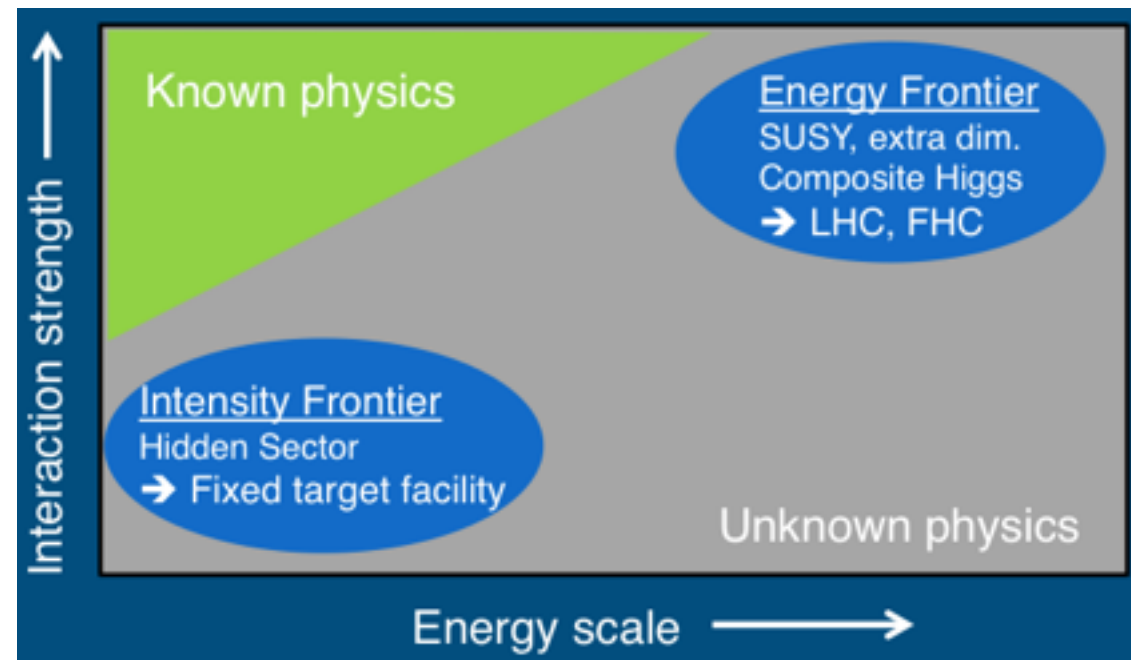 Known physics
Energy Frontier
SUSY, extra dim.
Composite Higgs
➔ LHC, FHC
Interaction strength
Intensity Frontier
Hidden Sector
➔ Fixed target facility
Unknown physics
Energy scale